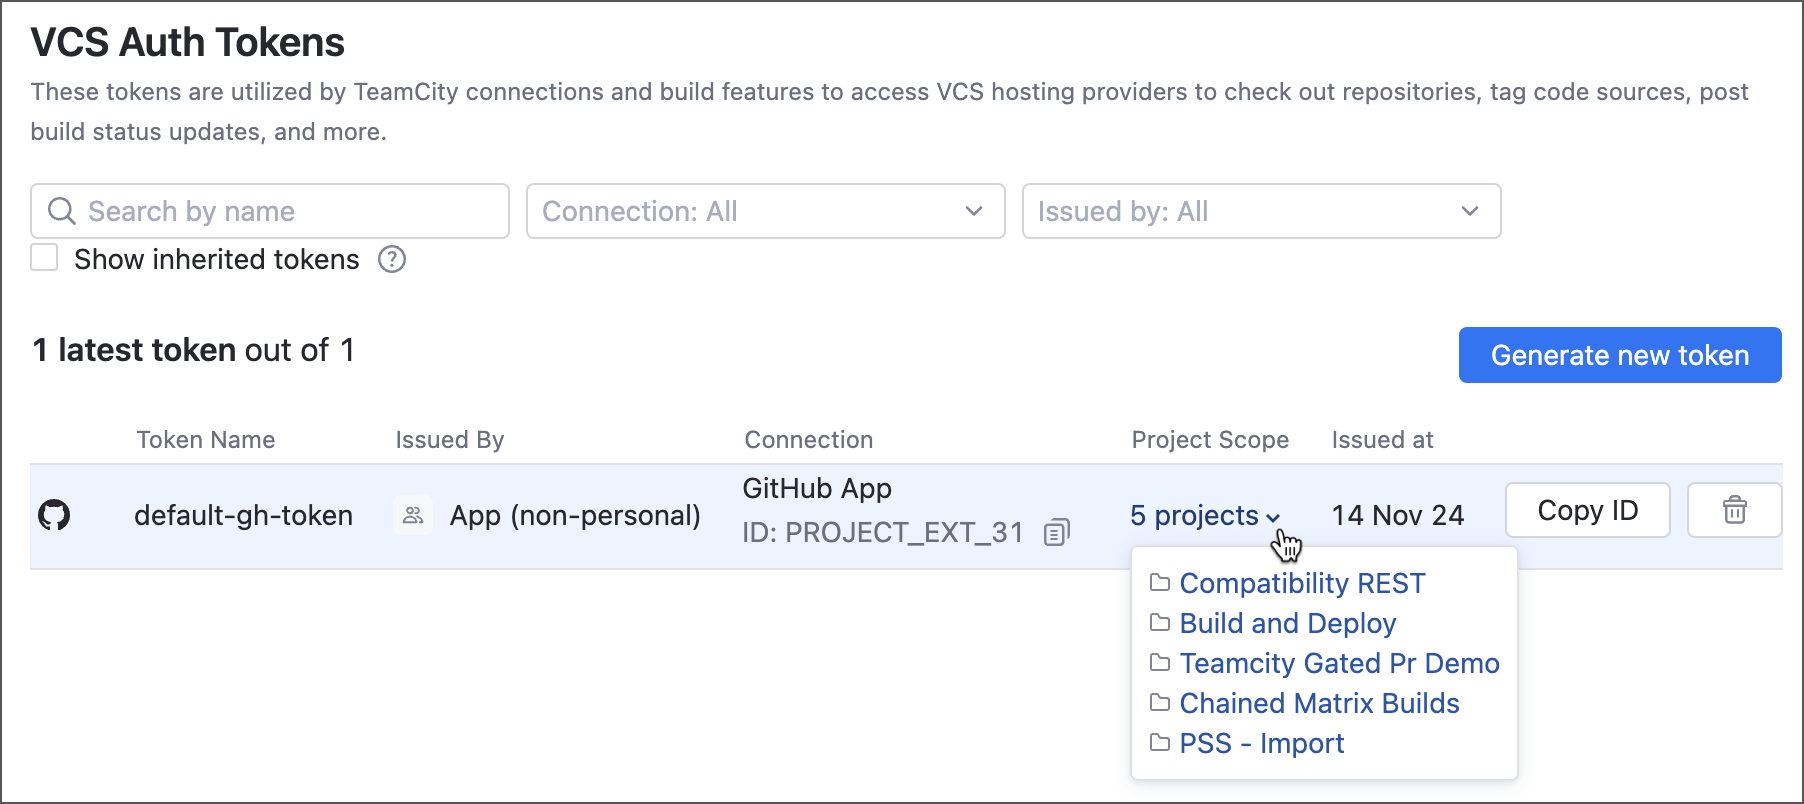 VCS Auth Tokens
These tokens are utilized by TeamCity connections and build features to access VCS hosting providers to check out repositories, tag code sources, post
build status updates, and more.
Search by name
Connection: All
Issued by: All
Show inherited tokens ?
1 latest token out of 1
Generate new token
Token Name
Issued By
Connection
Project Scope
Issued at
default-gh-token
App (non-personal)
GitHub App
ID: PROJECT_EXT_31
5 projects
14 Nov 24
Copy ID
Compatibility REST
Build and Deploy
Teamcity Gated Pr Demo
Chained Matrix Builds
PSS - Import